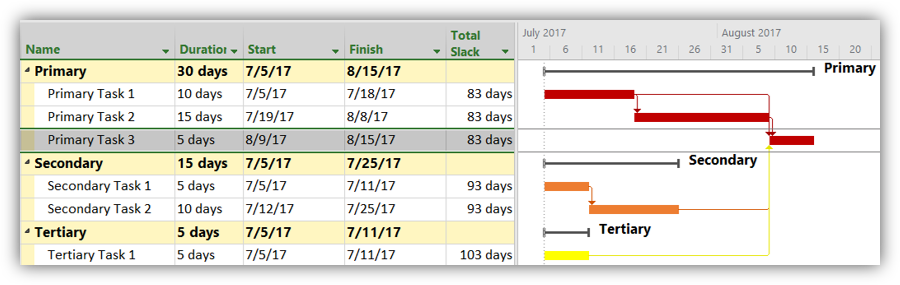 Total July 2017 August 2017
Name Duration Start Finish Slack 1 6 11 16 21 26 31 5 10 15 20
Primary 30 days 7/5/17 8/15/17 Primary
Primary Task 1 10 days 7/5/17 7/18/17 83 days
Primary Task 2 15 days 7/19/17 8/8/17 83 days
Primary Task 3 5 days 8/9/17 8/15/17 83 days
Secondary 15 days 7/5/17 7/25/17 Secondary
Secondary Task 1 5 days 7/5/17 7/11/17 93 days
Secondary Task 2 10 days 7/12/17 7/25/17 93 days
Tertiary 5 days 7/5/17 7/11/17 Tertiary
Tertiary Task 1 5 days 7/5/17 7/11/17 103 days